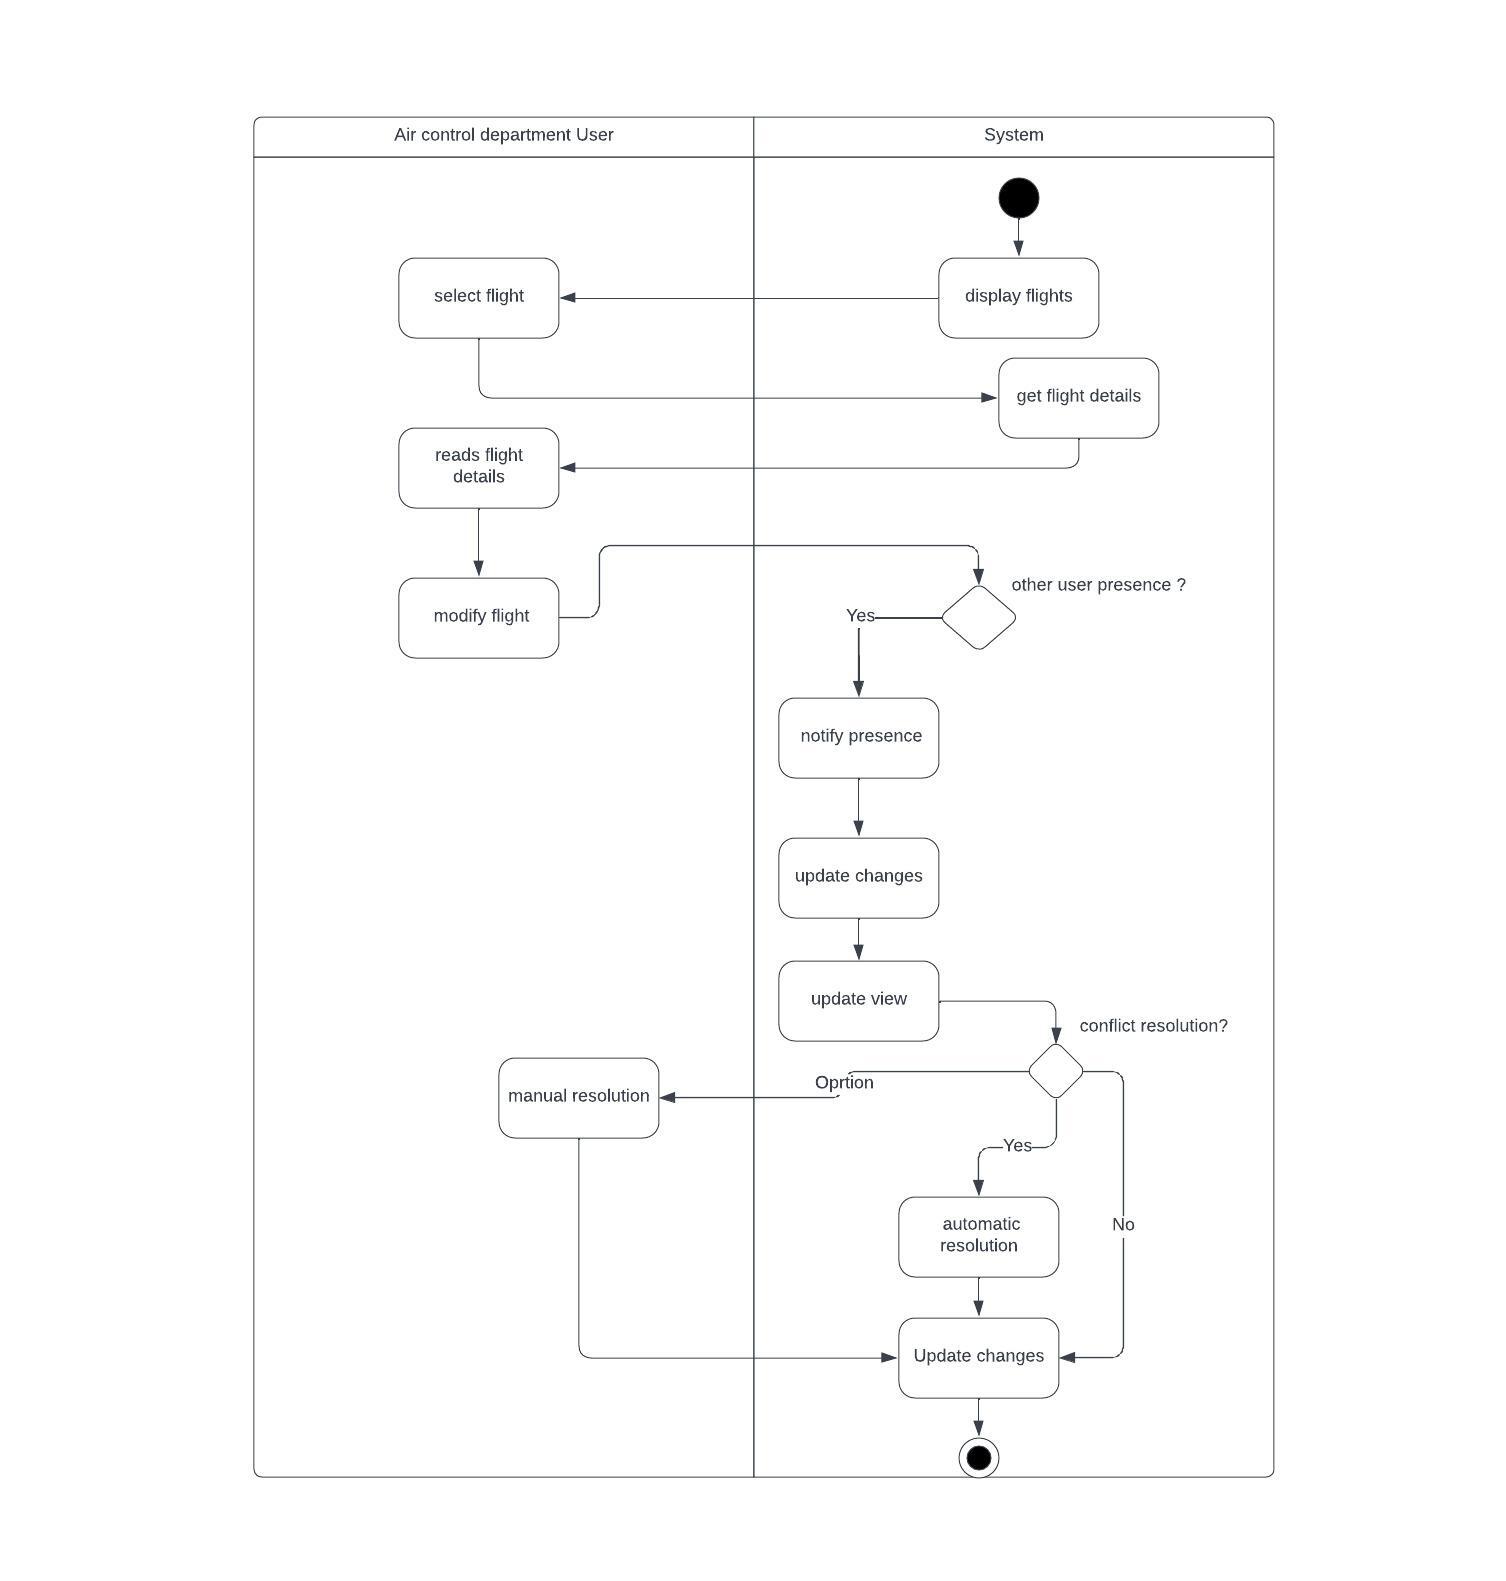 Air control department User
System
select flight
display flights
get flight details
reads flight
details
modify flight
other user presence ?
Yes
notify presence
update changes
update view
conflict resolution?
Oprtion
manual resolution
Yes
automatic
resolution
No
Update changes